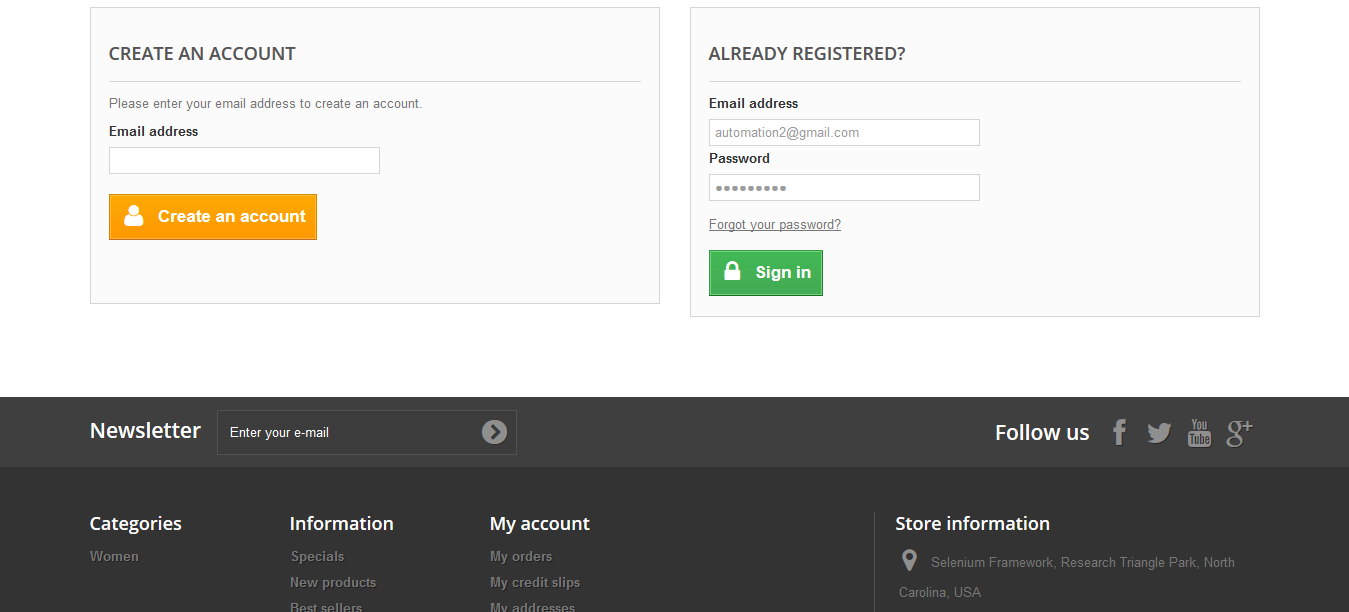 CREATE AN ACCOUNT
Please enter your email address to create an account.
Email address
Create an account
ALREADY REGISTERED?
Email address
automation2@gmail.com
Password
●●●●●●●●●
Forgot your password?
Sign in
Newsletter
Enter your e-mail
Follow us
You
Tube
g+
Categories
Women
Information
Specials
New products
Best sellers
My account
My orders
My credit slips
My addresses
Store information
Selenium Framework, Research Triangle Park, North
Carolina, USA